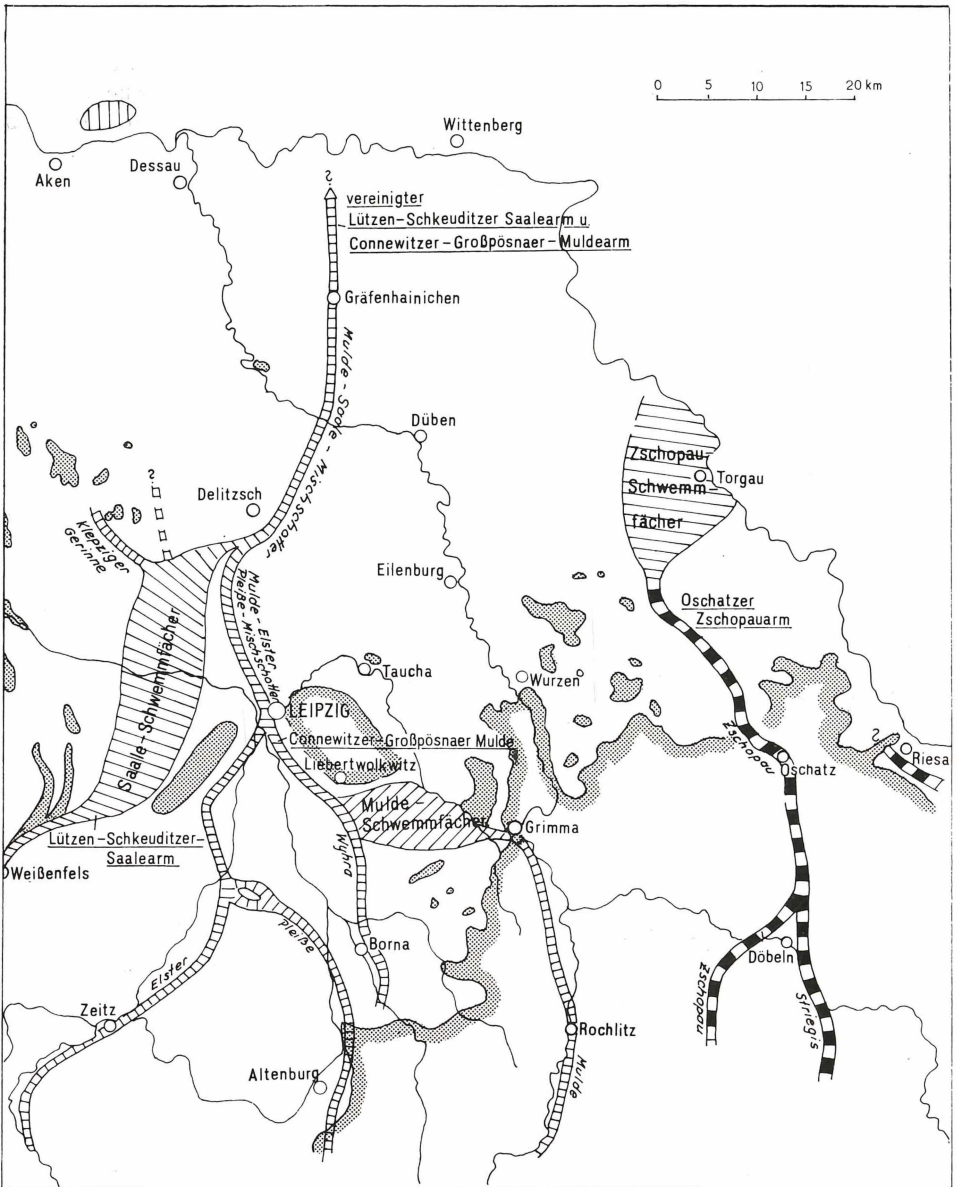 0 5 10 15 20 km
Wittenberg
Aken
Dessau
?
vereinigter
Lützen-Schkeuditzer Saalearm u.
Connewitzer-Großpösnaer-Muldearm
Gräfenhainichen
Mulde-Saale-Mischschotter
Düben
Zschopau-
Schwemm-
fächer
Torgau
?
Delitzsch
Klepziger
Gerinne
Eilenburg
Mulde-Elster
Pleiße-Mischschotter
Oschatzer
Zschopauarm
Saalle-Schwemmfächer
Taucha
Wurzen
LEIPZIG
Connewitzer-Großpösnaer Mulde
Liebertwolkwitz
Zschopau
?
Riesa
Oschatz
Mulde-
Schwemmfächer
Grimma
Lützen-Schkeuditzer-
Saalearm
Weißenfels
Wyhra
Pleiße
Borna
Elster
Döbeln
Zschopau
Striegis
Zeitz
Rochlitz
Altenburg
Mulde